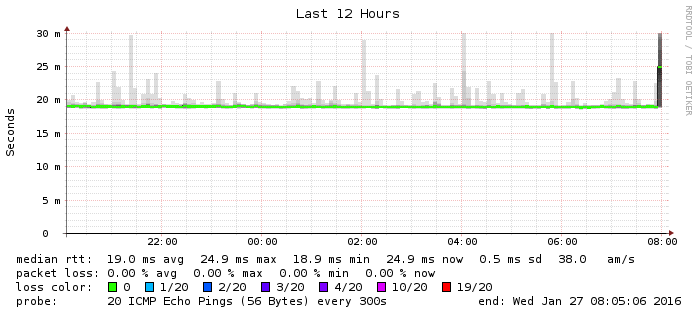 Last 12 Hours
RRDTOOL / TOBI OETIKER
Seconds
30 m
25 m
20 m
15 m
10 m
5 m
0
22:00 00:00 02:00 04:00 06:00 08:00
median rtt: 19.0 ms avg 24.9 ms max 18.9 ms min 24.9 ms now 0.5 ms sd 38.0 am/s
packet loss: 0.00 % avg 0.00 % max 0.00 % min 0.00 % now
loss color: 0 1/20 2/20 3/20 4/20 10/20 19/20
probe: 20 ICMP Echo Pings (56 Bytes) every 300s end: Wed Jan 27 08:05:06 2016